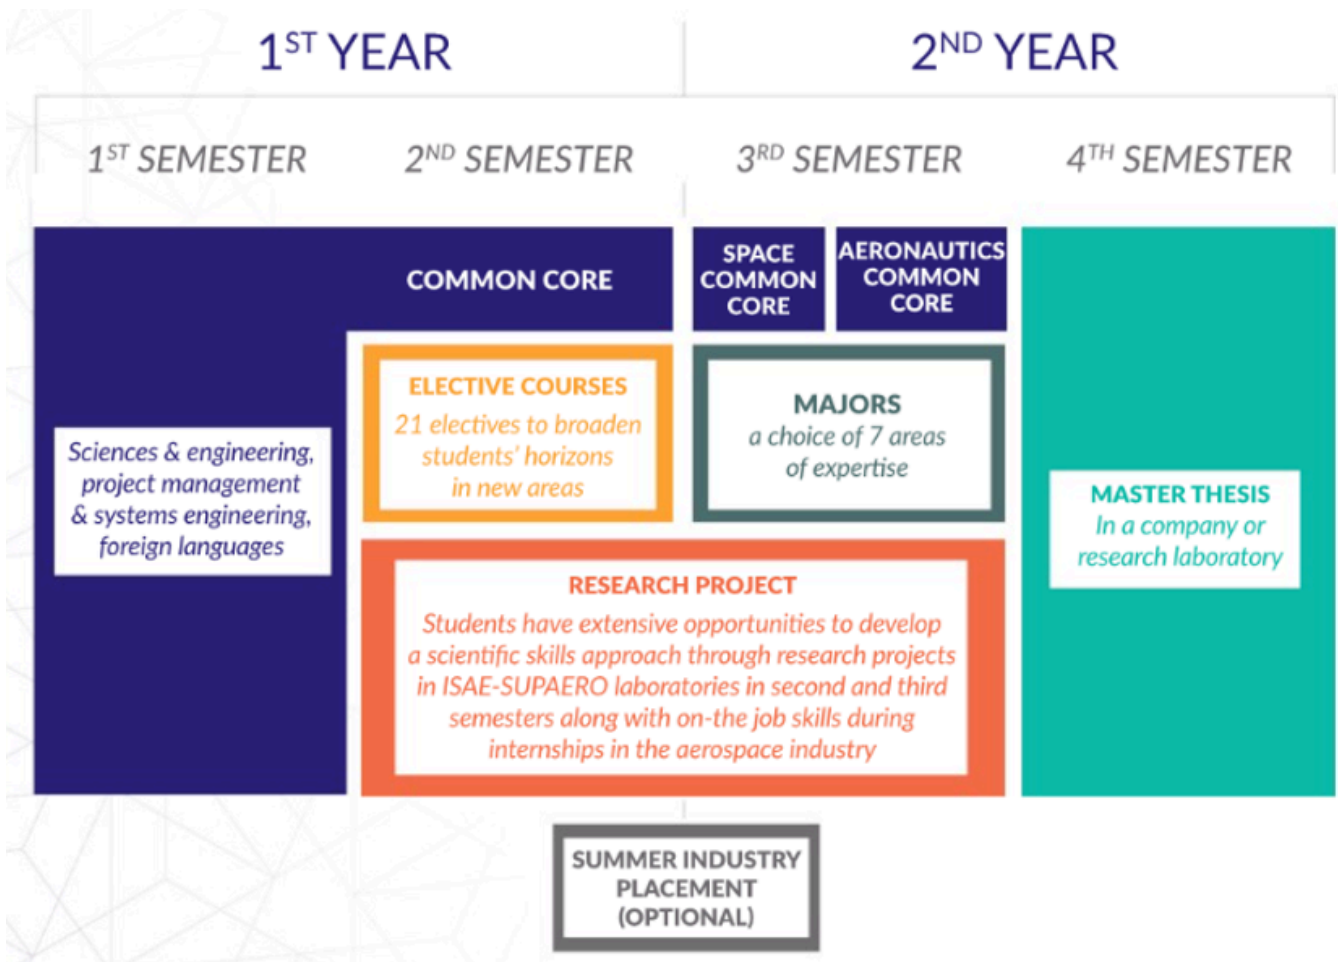 1ST YEAR
2ND YEAR
1ST SEMESTER
2ND SEMESTER
3RD SEMESTER
4TH SEMESTER
COMMON CORE
Sciences & engineering,
project management
& systems engineering,
foreign languages
ELECTIVE COURSES
21 electives to broaden
students' horizons
in new areas
SPACE
COMMON
CORE
AERONAUTICS
COMMON
CORE
MAJORS
a choice of 7 areas
of expertise
RESEARCH PROJECT
Students have extensive opportunities to develop
a scientific skills approach through research projects
in ISAE-SUPAERO laboratories in second and third
semesters along with on-the job skills during
internships in the aerospace industry
MASTER THESIS
In a company or
research laboratory
SUMMER INDUSTRY
PLACEMENT
(OPTIONAL)